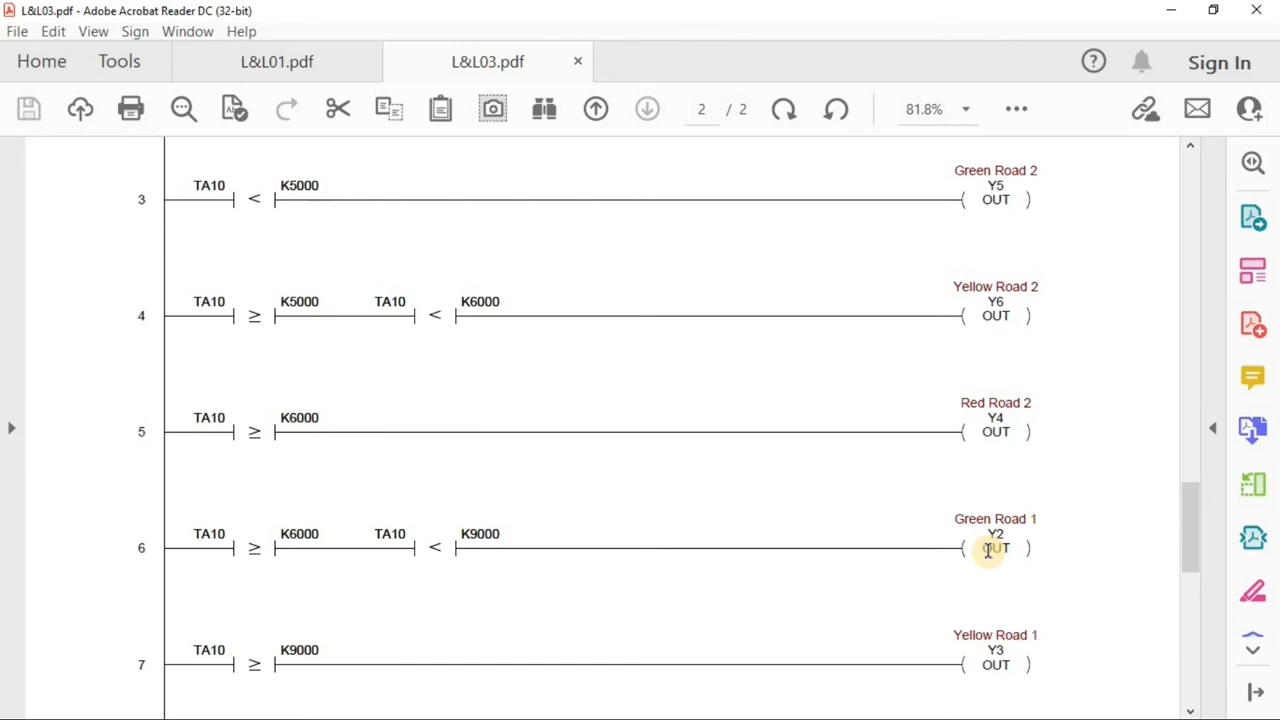 L&L03.pdf - Adobe Acrobat Reader DC (32-bit)
File Edit View Sign Window Help
Home Tools L&L01.pdf L&L03.pdf × Sign In
2 / 2 81.8%
Green Road 2
TA10 K5000 Y5
3 < ( OUT )
Yellow Road 2
TA10 K5000 TA10 K6000 Y6
4 ≥ < ( OUT )
Red Road 2
TA10 K6000 Y4
5 ≥ ( OUT )
Green Road 1
TA10 K6000 TA10 K9000 Y2
6 ≥ < ( OUT )
Yellow Road 1
TA10 K9000 Y3
7 ≥ ( OUT )